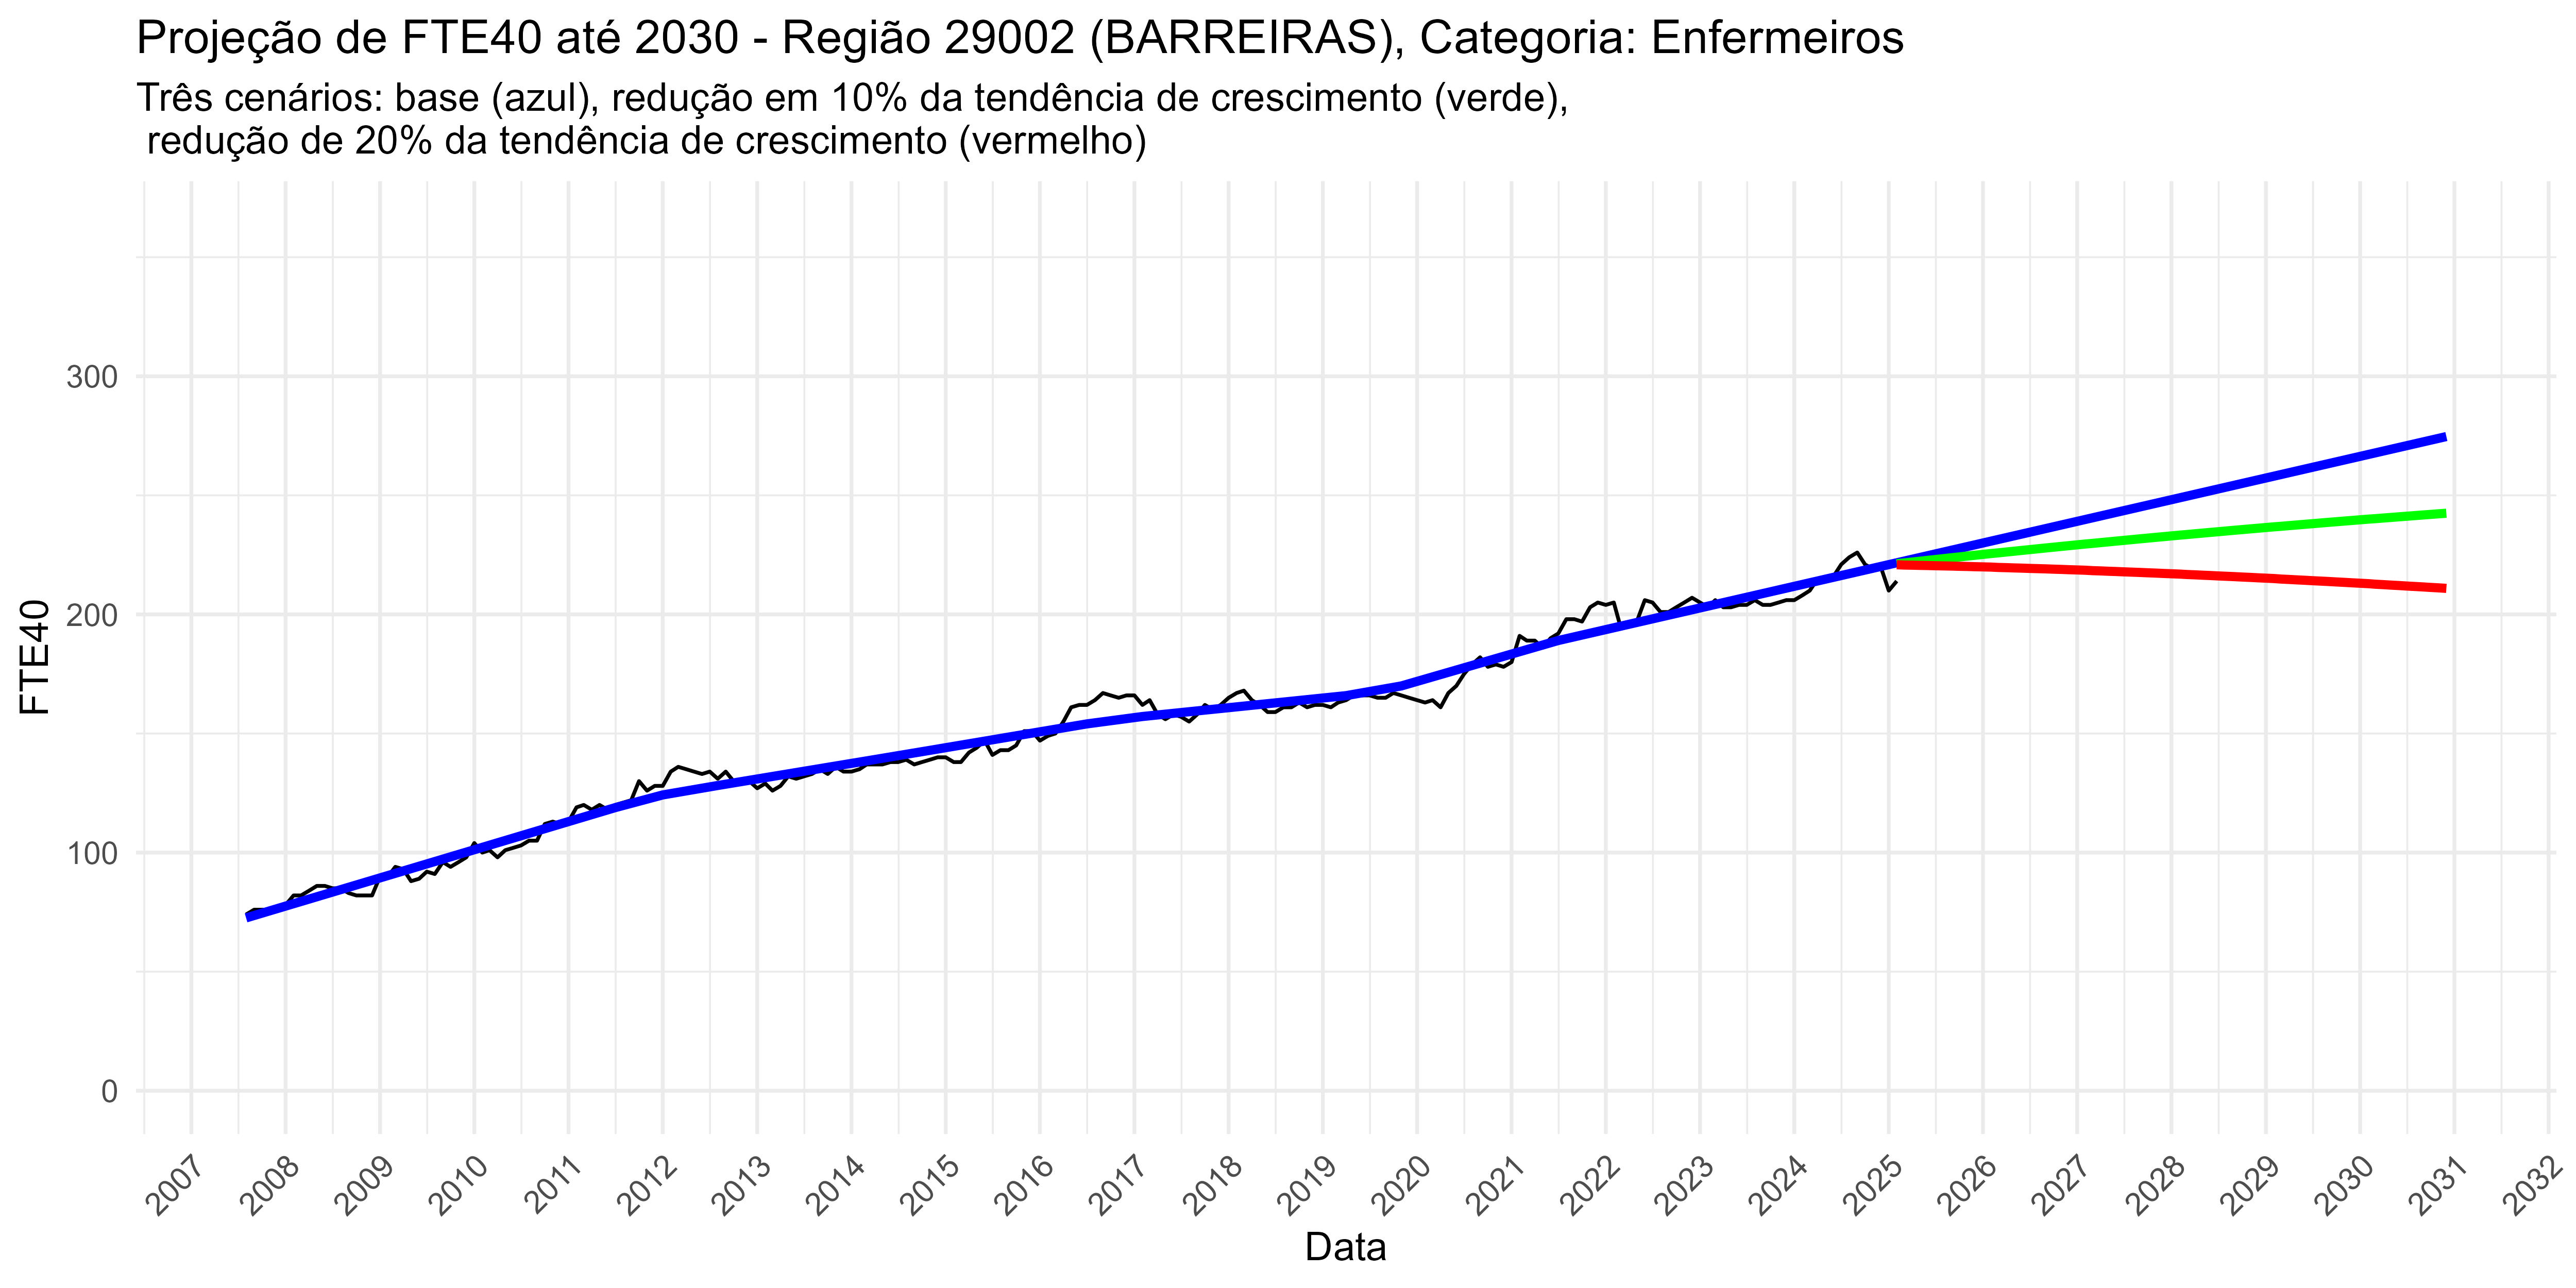 Projeção de FTE40 até 2030 - Região 29002 (BARREIRAS), Categoria: Enfermeiros
Três cenários: base (azul), redução em 10% da tendência de crescimento (verde),
redução de 20% da tendência de crescimento (vermelho)
FTE40
300
200
100
0
2007 2008 2009 2010 2011 2012 2013 2014 2015 2016 2017 2018 2019 2020 2021 2022 2023 2024 2025 2026 2027 2028 2029 2030 2031 2032
Data